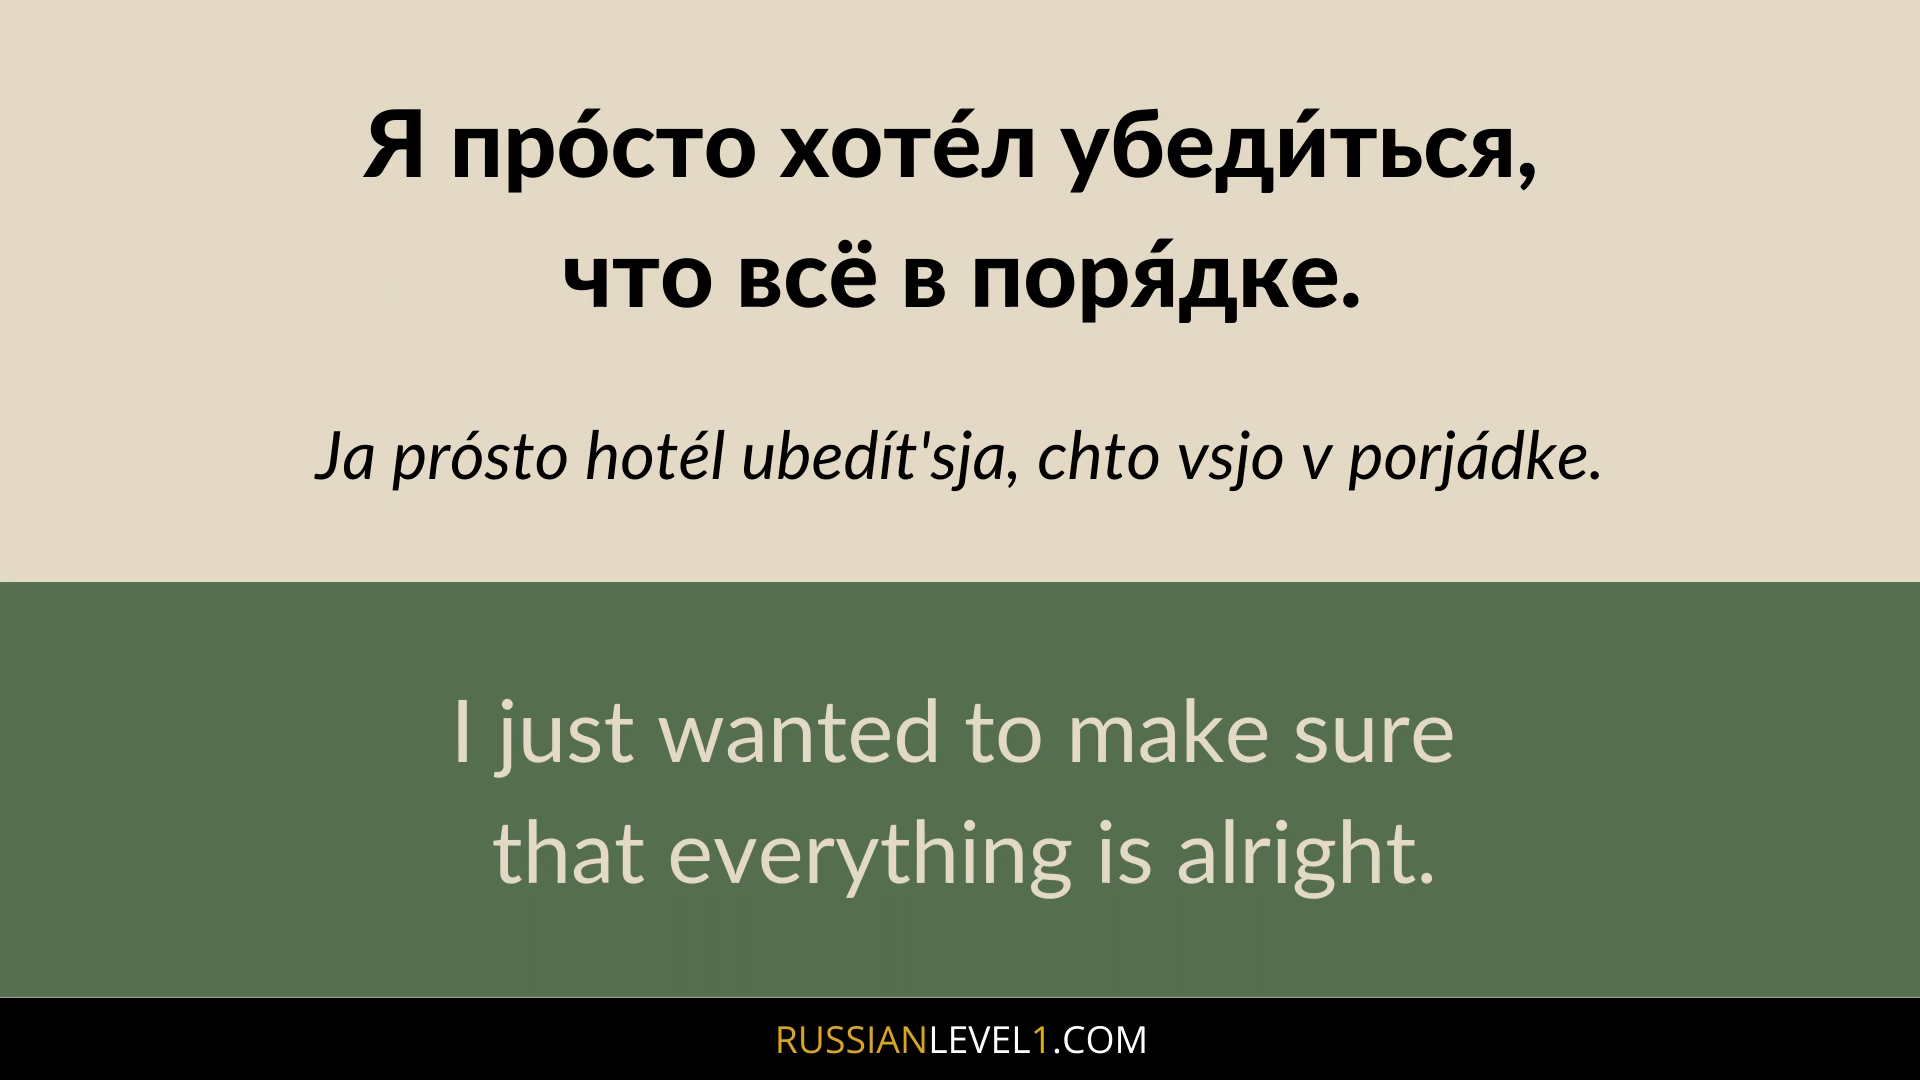 Я про́сто хоте́л убеди́ться,
что всё в поря́дке.
Ja prósto hotél ubedít'sja, chto vsjo v porjádke.
I just wanted to make sure
that everything is alright.
RUSSIANLEVEL1.COM